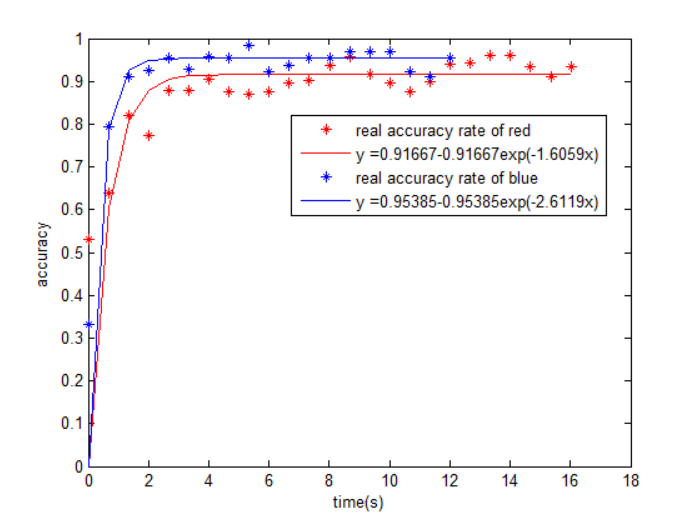 1
0.9
0.8
0.7
0.6
0.5
0.4
0.3
0.2
0.1
0
accuracy
real accuracy rate of red
y =0.91667-0.91667exp(-1.6059x)
real accuracy rate of blue
y =0.95385-0.95385exp(-2.6119x)
0 2 4 6 8 10 12 14 16 18
time(s)